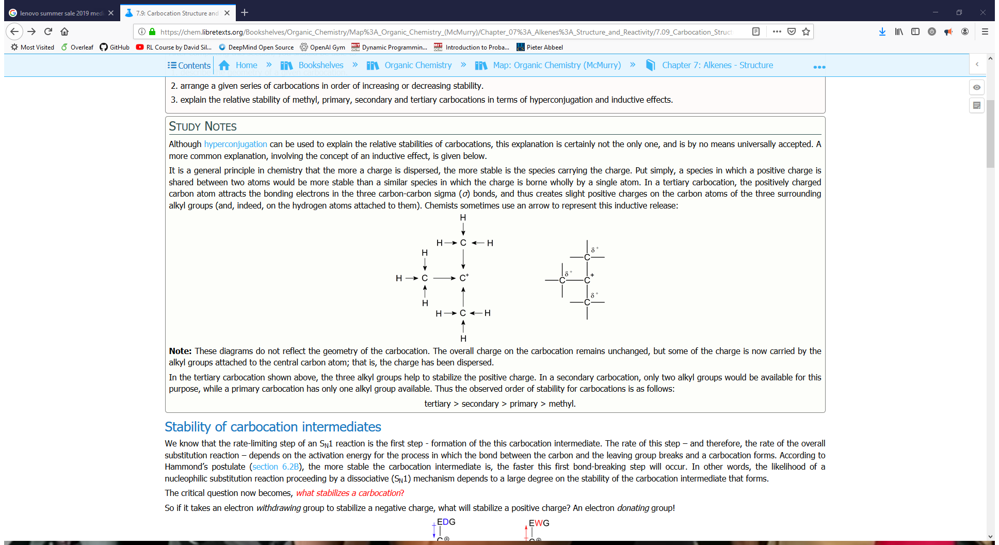 lenovo summer sale 2019 medi
7.9: Carbocation Structure and
https://chem.libretexts.org/Bookshelves/Organic_Chemistry/Map%3A_Organic_Chemistry_(McMurry)/Chapter_07%3A_Alkenes%3A_Structure_and_Reactivity/7.09_Carbocation_Struct
Most Visited Overleaf GitHub RL Course by David Sil... DeepMind Open Source OpenAI Gym Dynamic Programmin... Introduction to Proba... Pieter Abbeel
Contents Home » Bookshelves » Organic Chemistry » Map: Organic Chemistry (McMurry) » Chapter 7: Alkenes - Structure
2. arrange a given series of carbocations in order of increasing or decreasing stability.
3. explain the relative stability of methyl, primary, secondary and tertiary carbocations in terms of hyperconjugation and inductive effects.
STUDY NOTES
Although hyperconjugation can be used to explain the relative stabilities of carbocations, this explanation is certainly not the only one, and is by no means universally accepted. A
more common explanation, involving the concept of an inductive effect, is given below.
It is a general principle in chemistry that the more a charge is dispersed, the more stable is the species carrying the charge. Put simply, a species in which a positive charge is
shared between two atoms would be more stable than a similar species in which the charge is borne wholly by a single atom. In a tertiary carbocation, the positively charged
carbon atom attracts the bonding electrons in the three carbon-carbon sigma (σ) bonds, and thus creates slight positive charges on the carbon atoms of the three surrounding
alkyl groups (and, indeed, on the hydrogen atoms attached to them). Chemists sometimes use an arrow to represent this inductive release:
H
H C H
H
H C C+
H
H C H
H
C δ+
C δ+ C +
C δ+
Note: These diagrams do not reflect the geometry of the carbocation. The overall charge on the carbocation remains unchanged, but some of the charge is now carried by the
alkyl groups attached to the central carbon atom; that is, the charge has been dispersed.
In the tertiary carbocation shown above, the three alkyl groups help to stabilize the positive charge. In a secondary carbocation, only two alkyl groups would be available for this
purpose, while a primary carbocation has only one alkyl group available. Thus the observed order of stability for carbocations is as follows:
tertiary > secondary > primary > methyl.
Stability of carbocation intermediates
We know that the rate-limiting step of an SN1 reaction is the first step - formation of the this carbocation intermediate. The rate of this step – and therefore, the rate of the overall
substitution reaction – depends on the activation energy for the process in which the bond between the carbon and the leaving group breaks and a carbocation forms. According to
Hammond's postulate (section 6.2B), the more stable the carbocation intermediate is, the faster this first bond-breaking step will occur. In other words, the likelihood of a
nucleophilic substitution reaction proceeding by a dissociative (SN1) mechanism depends to a large degree on the stability of the carbocation intermediate that forms.
The critical question now becomes, what stabilizes a carbocation?
So if it takes an electron withdrawing group to stabilize a negative charge, what will stabilize a positive charge? An electron donating group!
EDG EWG